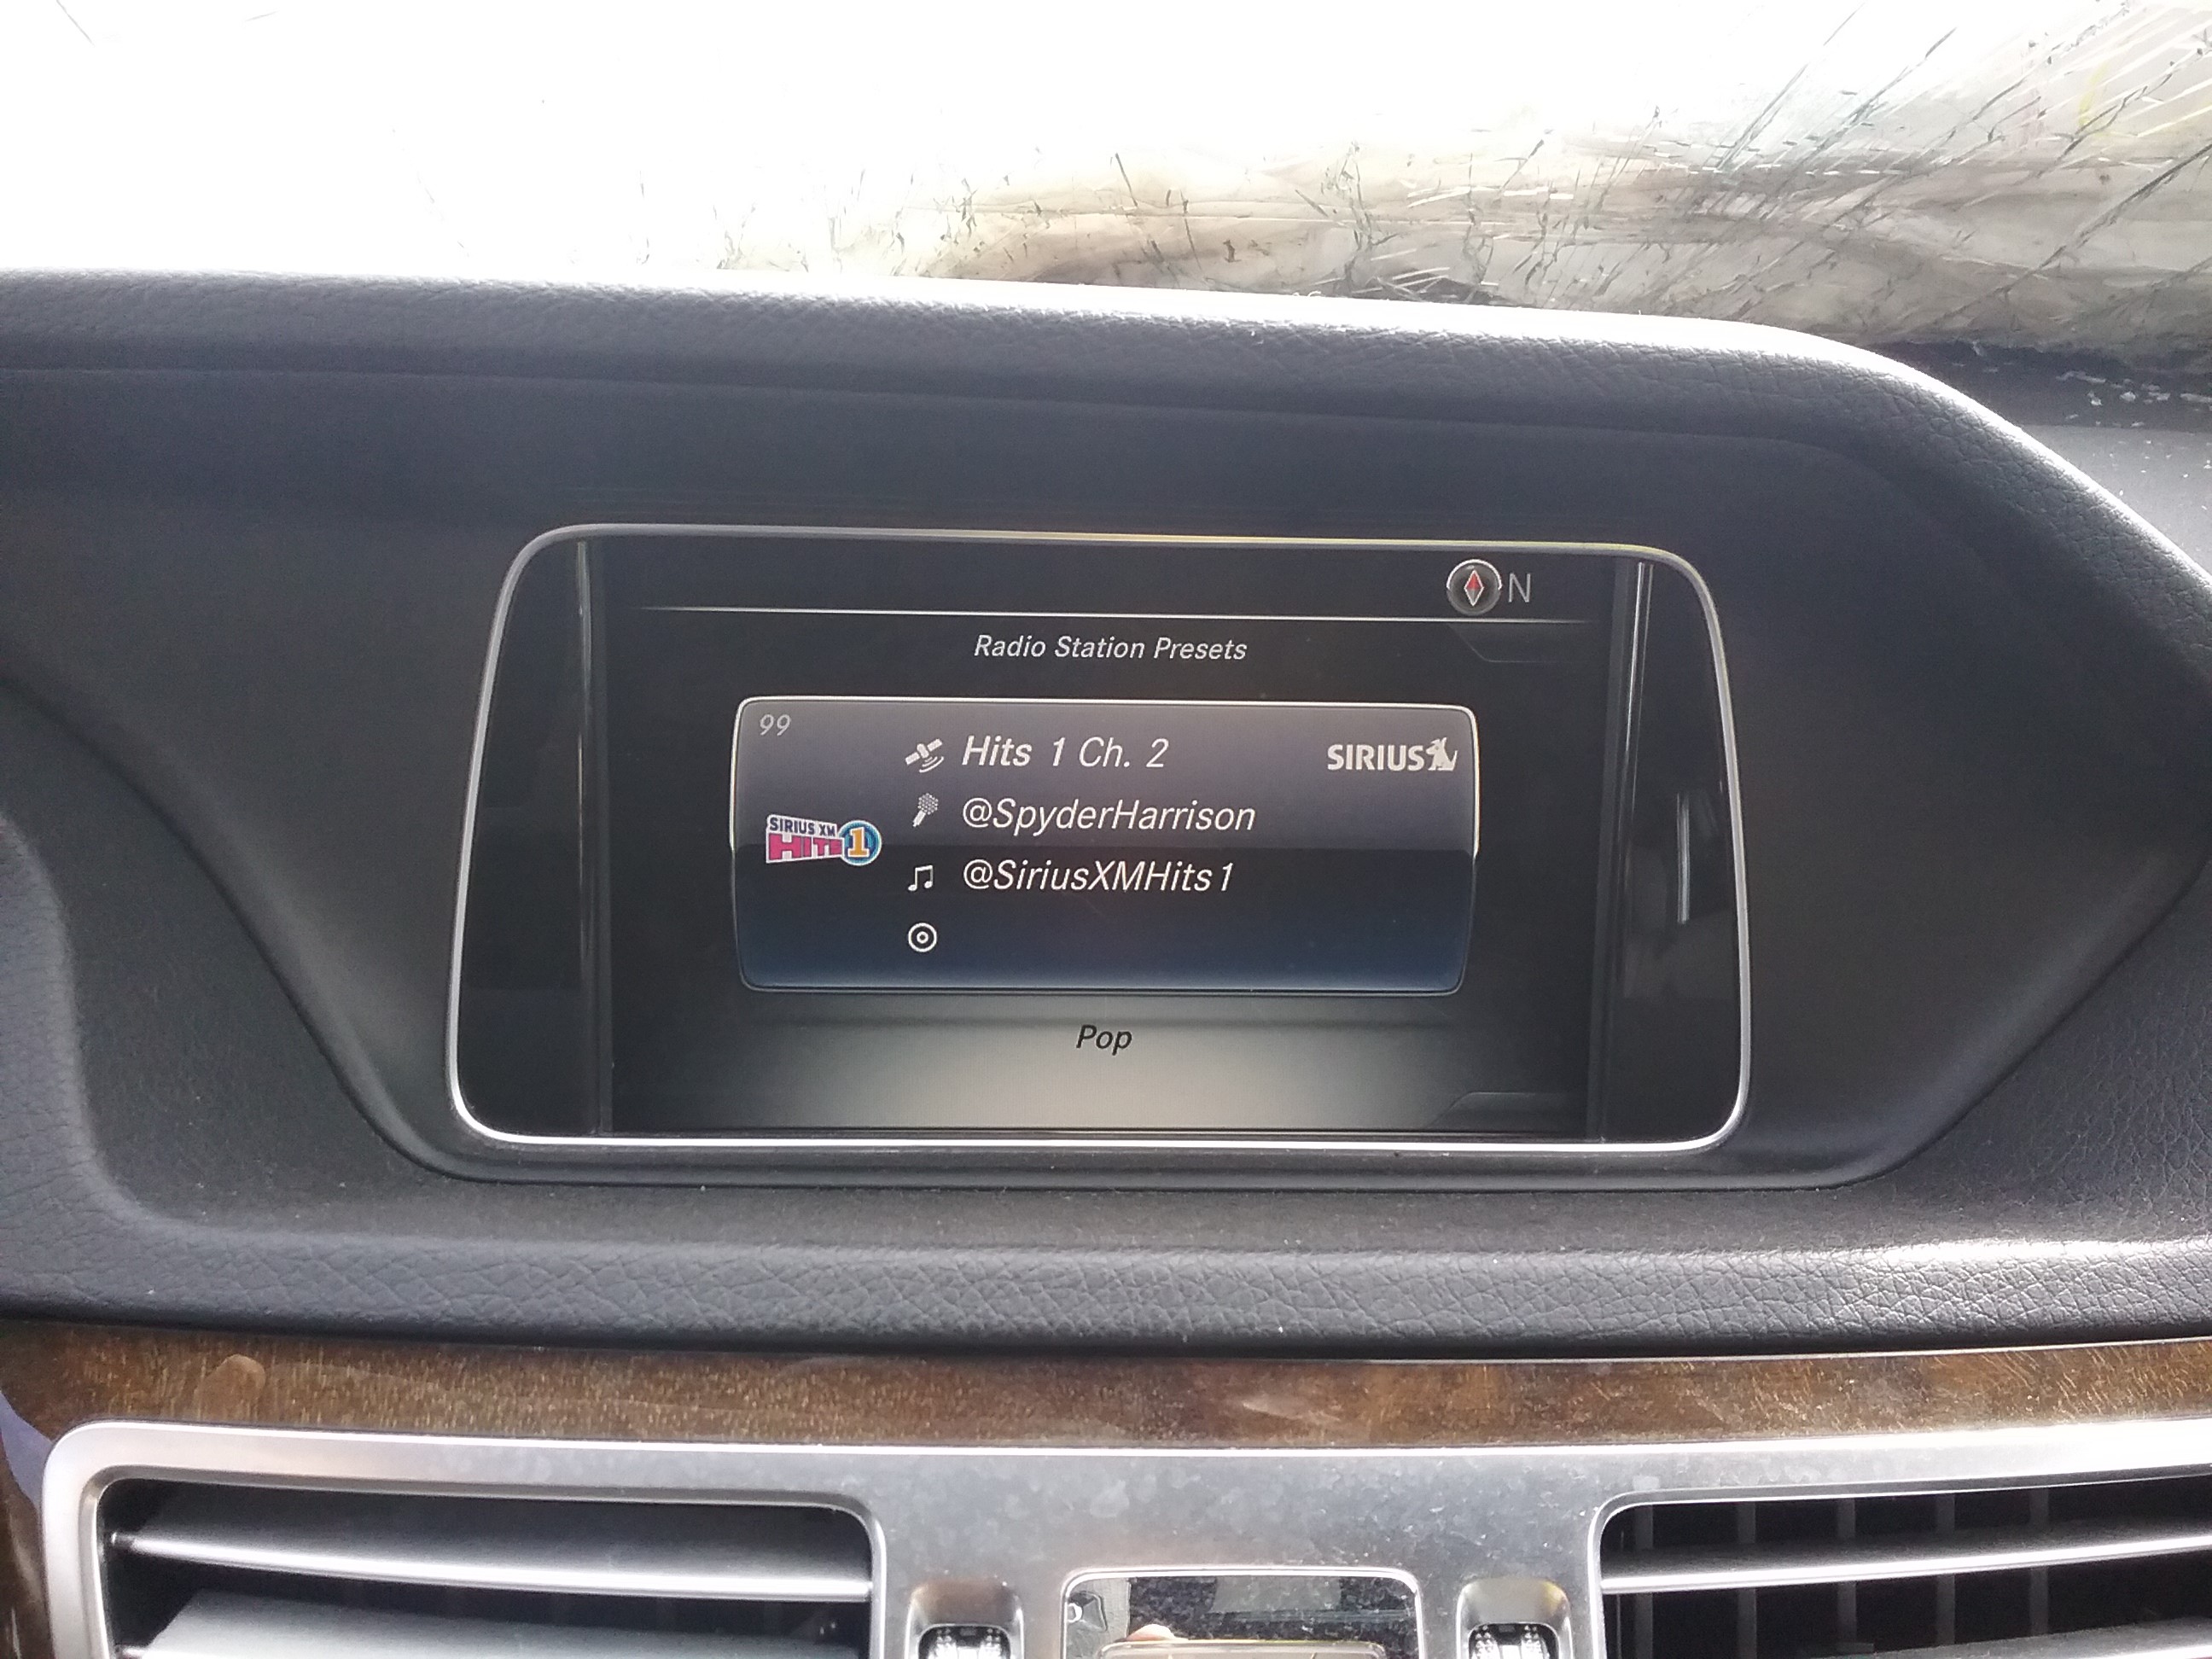 N
Radio Station Presets
99
Hits 1 Ch. 2
SIRIUS
@SpyderHarrison
SIRIUS XM
HITS 1
@SiriusXMHits1
Pop